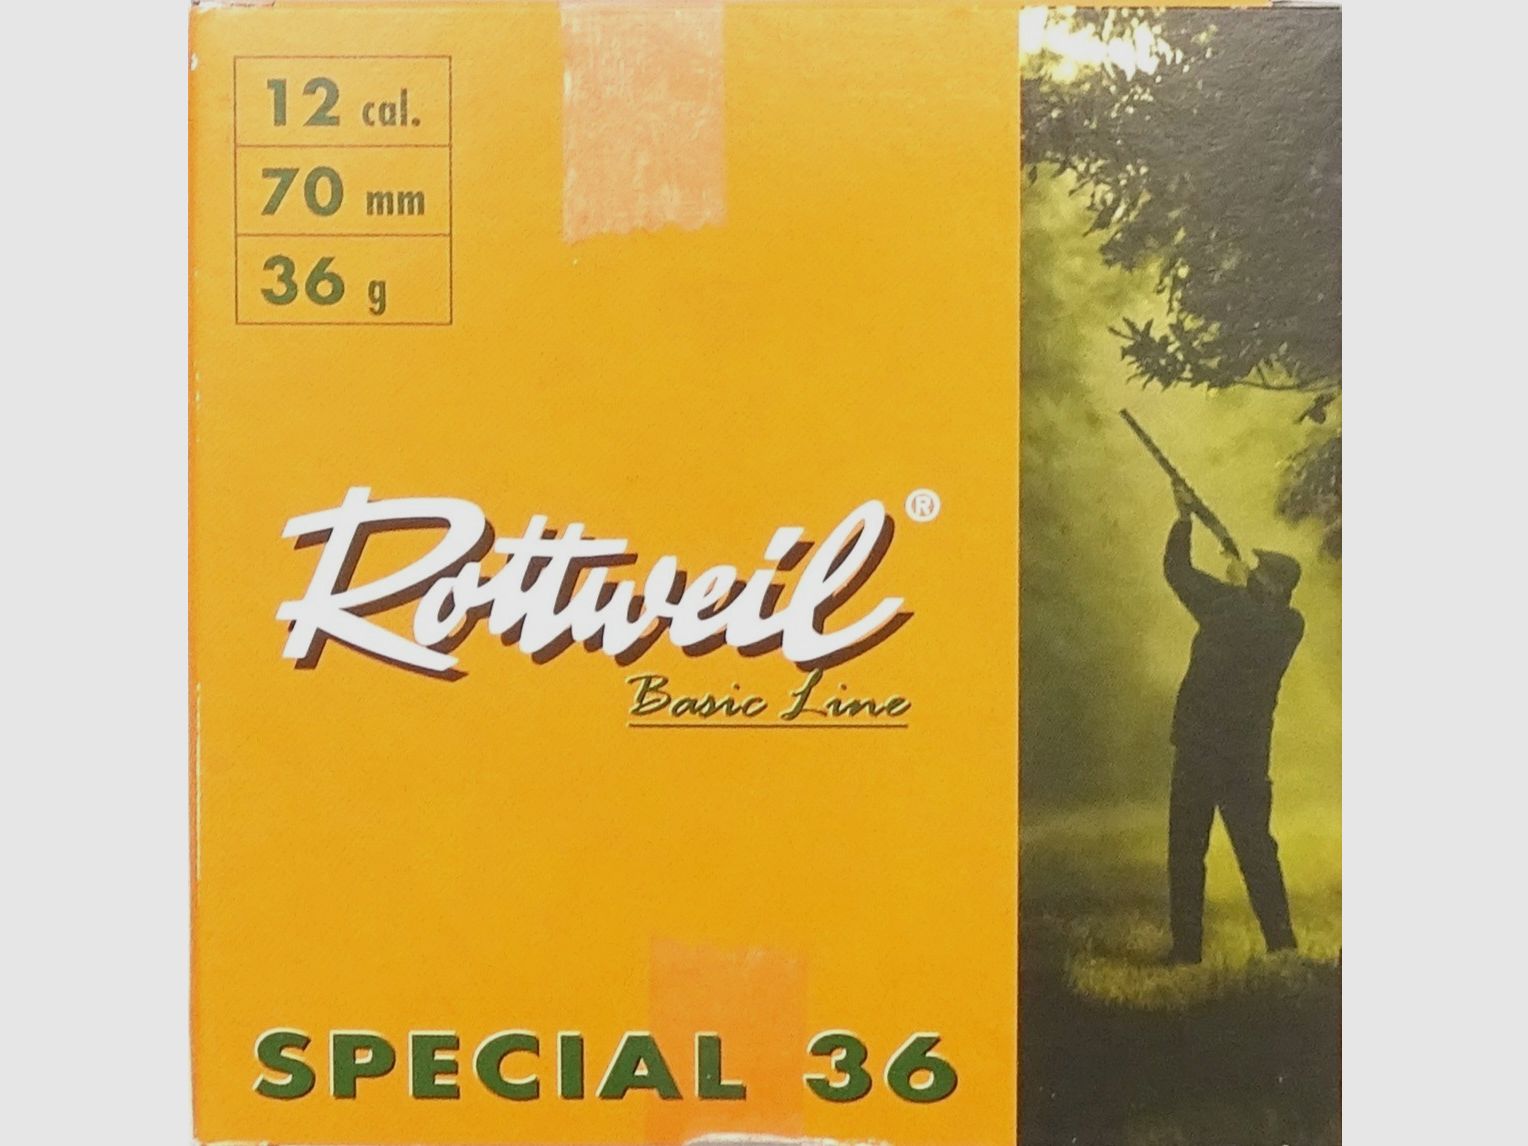 12 cal.
70 mm
36 g
Rottweil®
Basic Line
SPECIAL 36